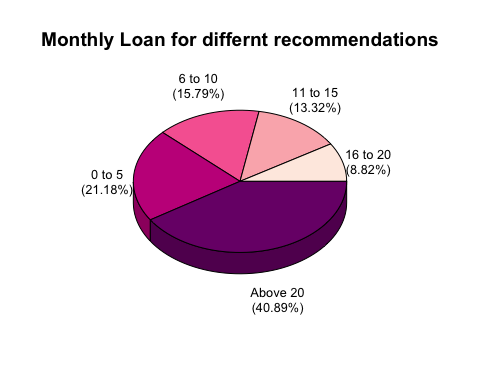 Monthly Loan for differnt recommendations
6 to 10
(15.79%)
11 to 15
(13.32%)
16 to 20
(8.82%)
0 to 5
(21.18%)
Above 20
(40.89%)